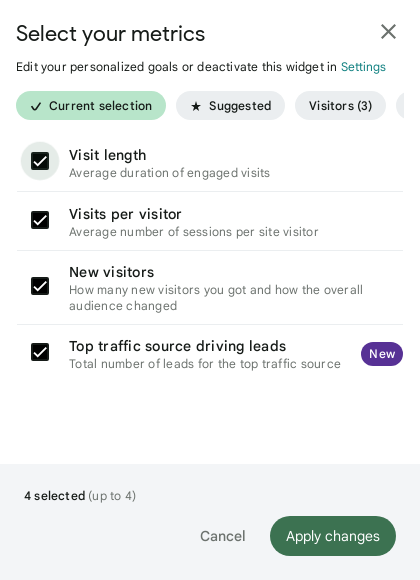 Select your metrics
Edit your personalized goals or deactivate this widget in Settings
Current selection
Suggested
Visitors (3)
Visit length
Average duration of engaged visits
Visits per visitor
Average number of sessions per site visitor
New visitors
How many new visitors you got and how the overall
audience changed
Top traffic source driving leads
Total number of leads for the top traffic source
New
4 selected (up to 4)
Cancel
Apply changes